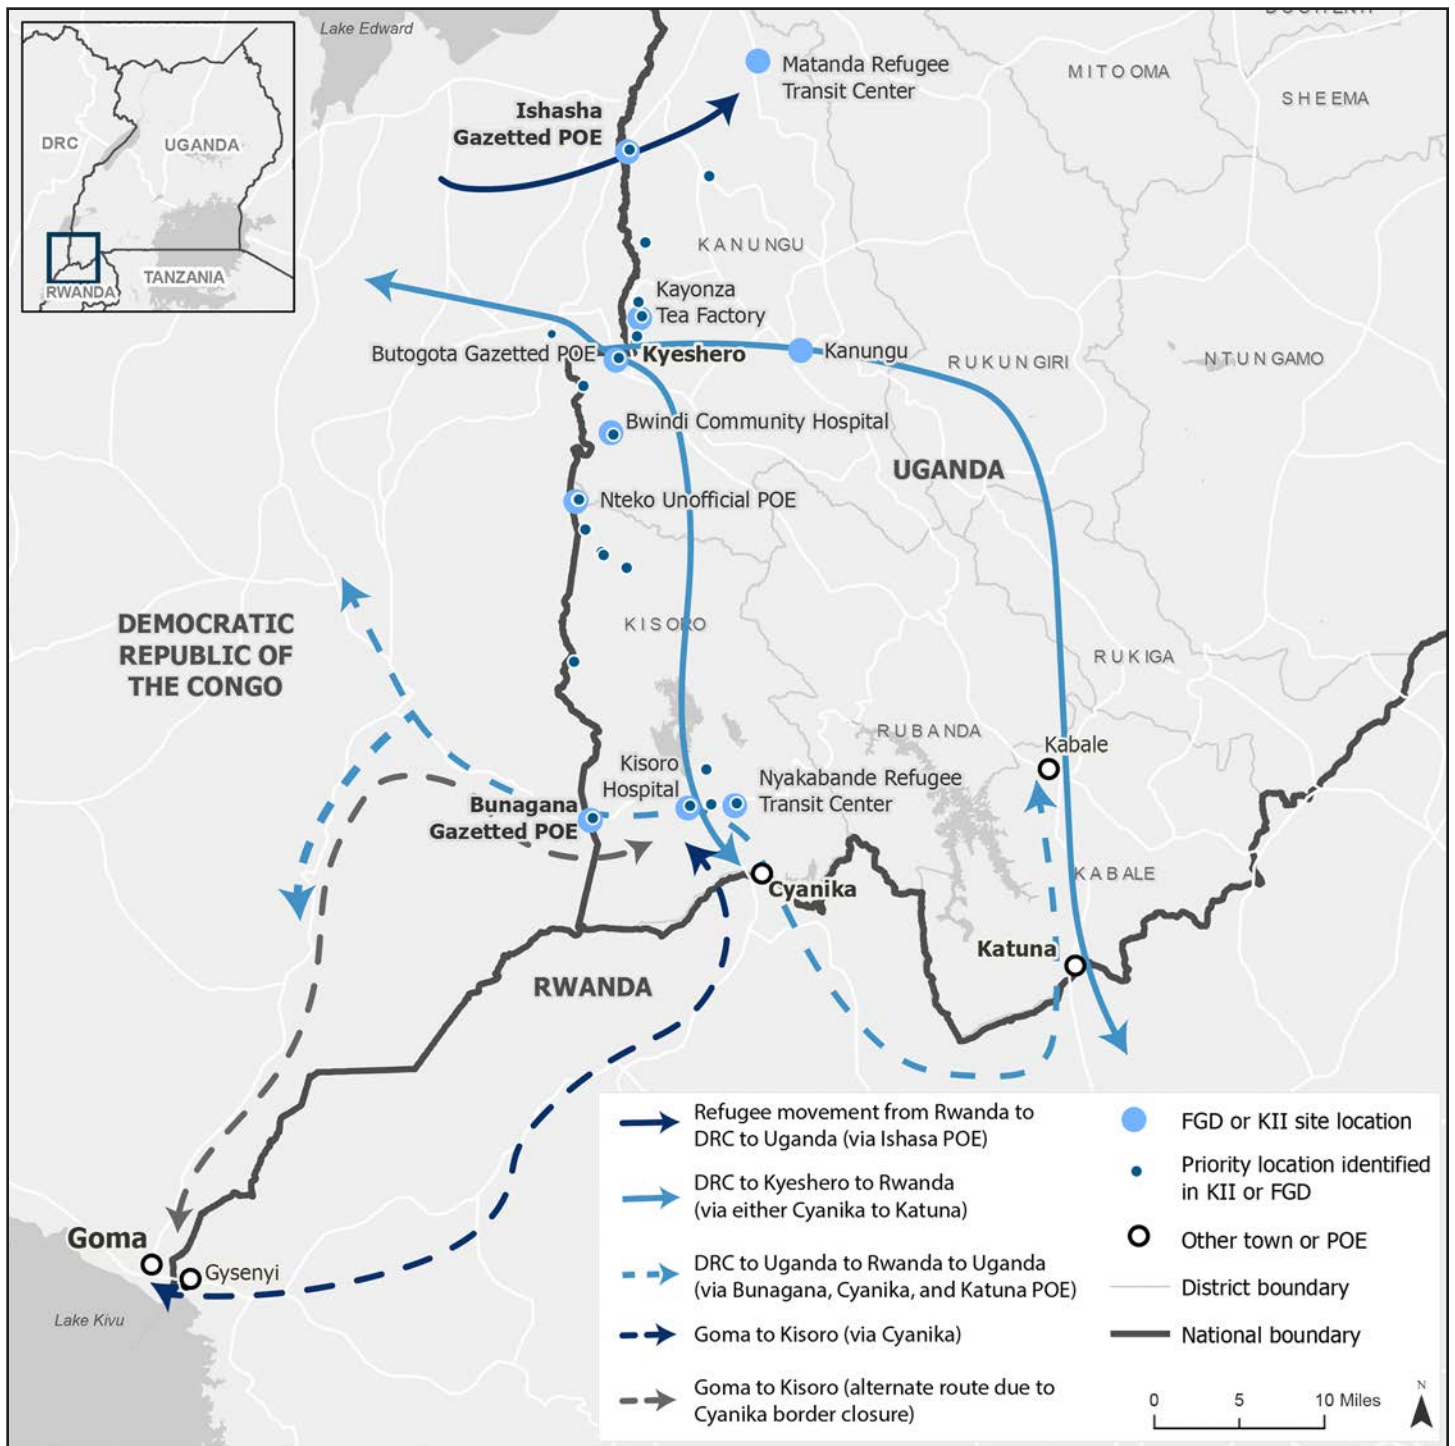 Lake Edward
MITOOMA
SHEEMA
Matanda Refugee
Transit Center
Ishasha
Gazetted POE
DRC
UGANDA
TANZANIA
RWANDA
KANUNGU
Kayonza
Tea Factory
Butogota Gazetted POE
Kyeshero
Kanungu
RUKUNGIRI
NTUNGAMO
Bwindi Community Hospital
UGANDA
Nteko Unofficial POE
DEMOCRATIC
REPUBLIC OF
THE CONGO
KISORO
RUKIGA
RUBANDA
Kabale
Kisoro
Hospital
Nyakabande Refugee
Transit Center
Bunagana
Gazetted POE
Cyanika
KABALE
Katuna
RWANDA
Goma
Gysenyi
Lake Kivu
Refugee movement from Rwanda to
DRC to Uganda (via Ishasa POE)
DRC to Kyeshero to Rwanda
(via either Cyanika to Katuna)
DRC to Uganda to Rwanda to Uganda
(via Bunagana, Cyanika, and Katuna POE)
Goma to Kisoro (via Cyanika)
Goma to Kisoro (alternate route due to
Cyanika border closure)
FGD or KII site location
Priority location identified
in KII or FGD
Other town or POE
District boundary
National boundary
0 5 10 Miles
N